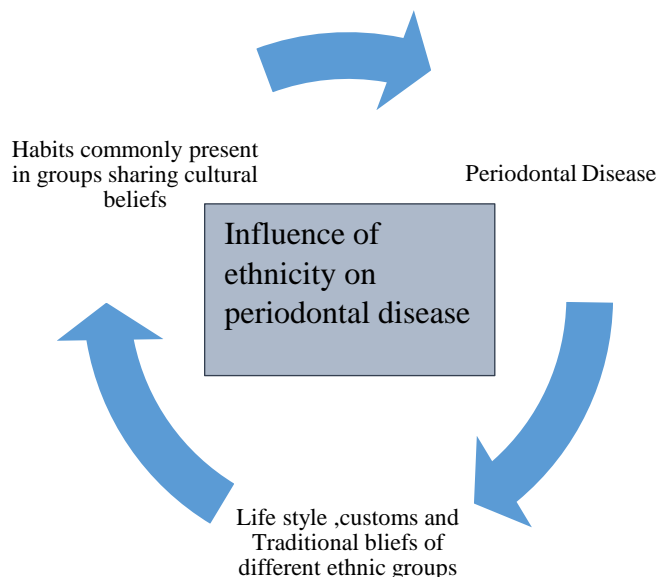 Habits commonly present
in groups sharing cultural
beliefs
Periodontal Disease
Influence of
ethnicity on
periodontal disease
Life style ,customs and
Traditional bliefs of
different ethnic groups